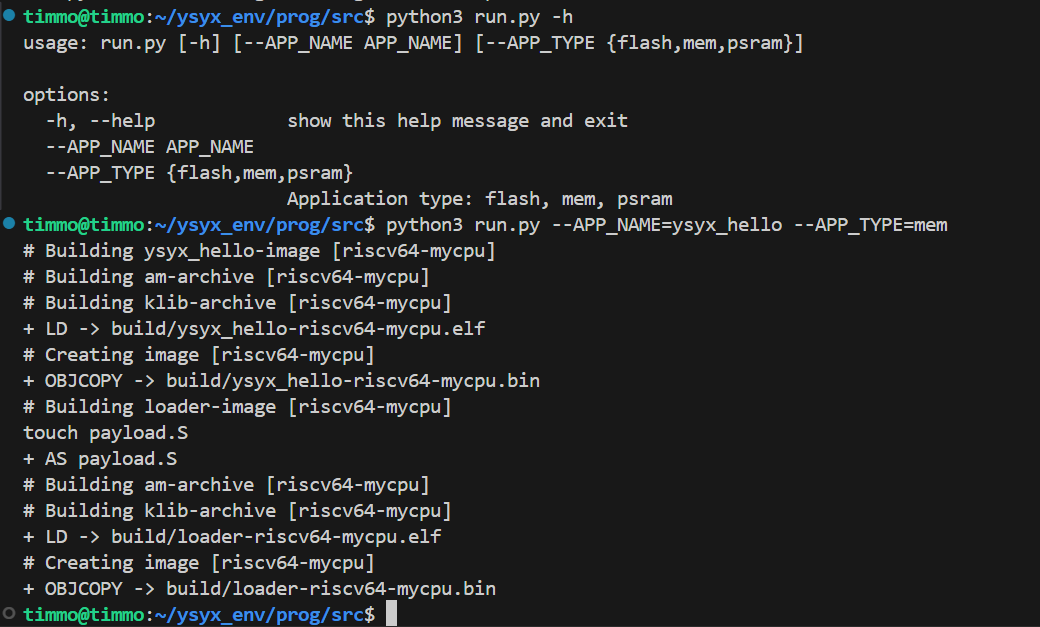 timmo@timmo:~/ysyx_env/prog/src$ python3 run.py -h
usage: run.py [-h] [--APP_NAME APP_NAME] [--APP_TYPE {flash,mem,psram}]
options:
  -h, --help            show this help message and exit
  --APP_NAME APP_NAME
  --APP_TYPE {flash,mem,psram}
                        Application type: flash, mem, psram
timmo@timmo:~/ysyx_env/prog/src$ python3 run.py --APP_NAME=ysyx_hello --APP_TYPE=mem
# Building ysyx_hello-image [riscv64-mycpu]
# Building am-archive [riscv64-mycpu]
# Building klib-archive [riscv64-mycpu]
+ LD -> build/ysyx_hello-riscv64-mycpu.elf
# Creating image [riscv64-mycpu]
+ OBJCOPY -> build/ysyx_hello-riscv64-mycpu.bin
# Building loader-image [riscv64-mycpu]
touch payload.S
+ AS payload.S
# Building am-archive [riscv64-mycpu]
# Building klib-archive [riscv64-mycpu]
+ LD -> build/loader-riscv64-mycpu.elf
# Creating image [riscv64-mycpu]
+ OBJCOPY -> build/loader-riscv64-mycpu.bin
timmo@timmo:~/ysyx_env/prog/src$